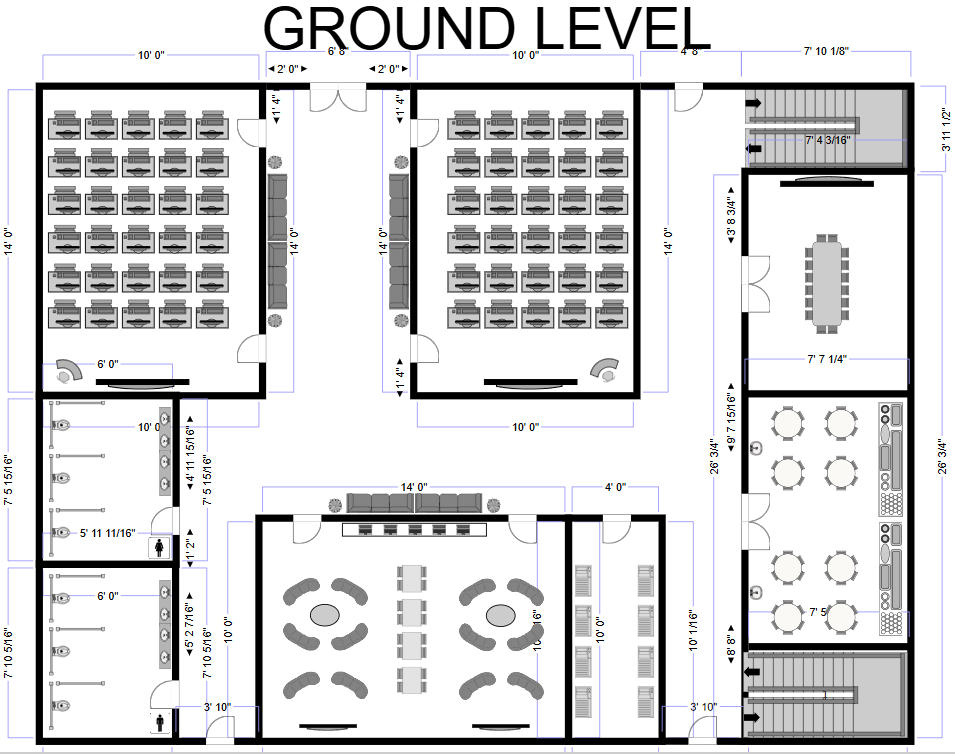 GROUND LEVEL
10' 0"
6' 8"
10' 0"
4' 8"
7' 10 1/8"
2' 0"
2' 0"
1' 4"
1' 4"
3' 11 1/2"
7' 4 3/16"
14' 0"
14' 0"
14' 0"
14' 0"
3' 8 3/4"
6' 0"
1' 4"
7' 7 1/4"
10' 0"
10' 0"
9' 7 15/16"
26' 3/4"
26' 3/4"
7' 5 15/16"
4' 11 15/16"
7' 5 15/16"
14' 0"
4' 0"
5' 11 11/16"
1' 2"
6' 0"
7' 10 5/16"
5' 2 7/16"
7' 10 5/16"
10' 0"
10' 0"
10' 1/16"
8' 8"
7' 5
3' 10"
3' 10"